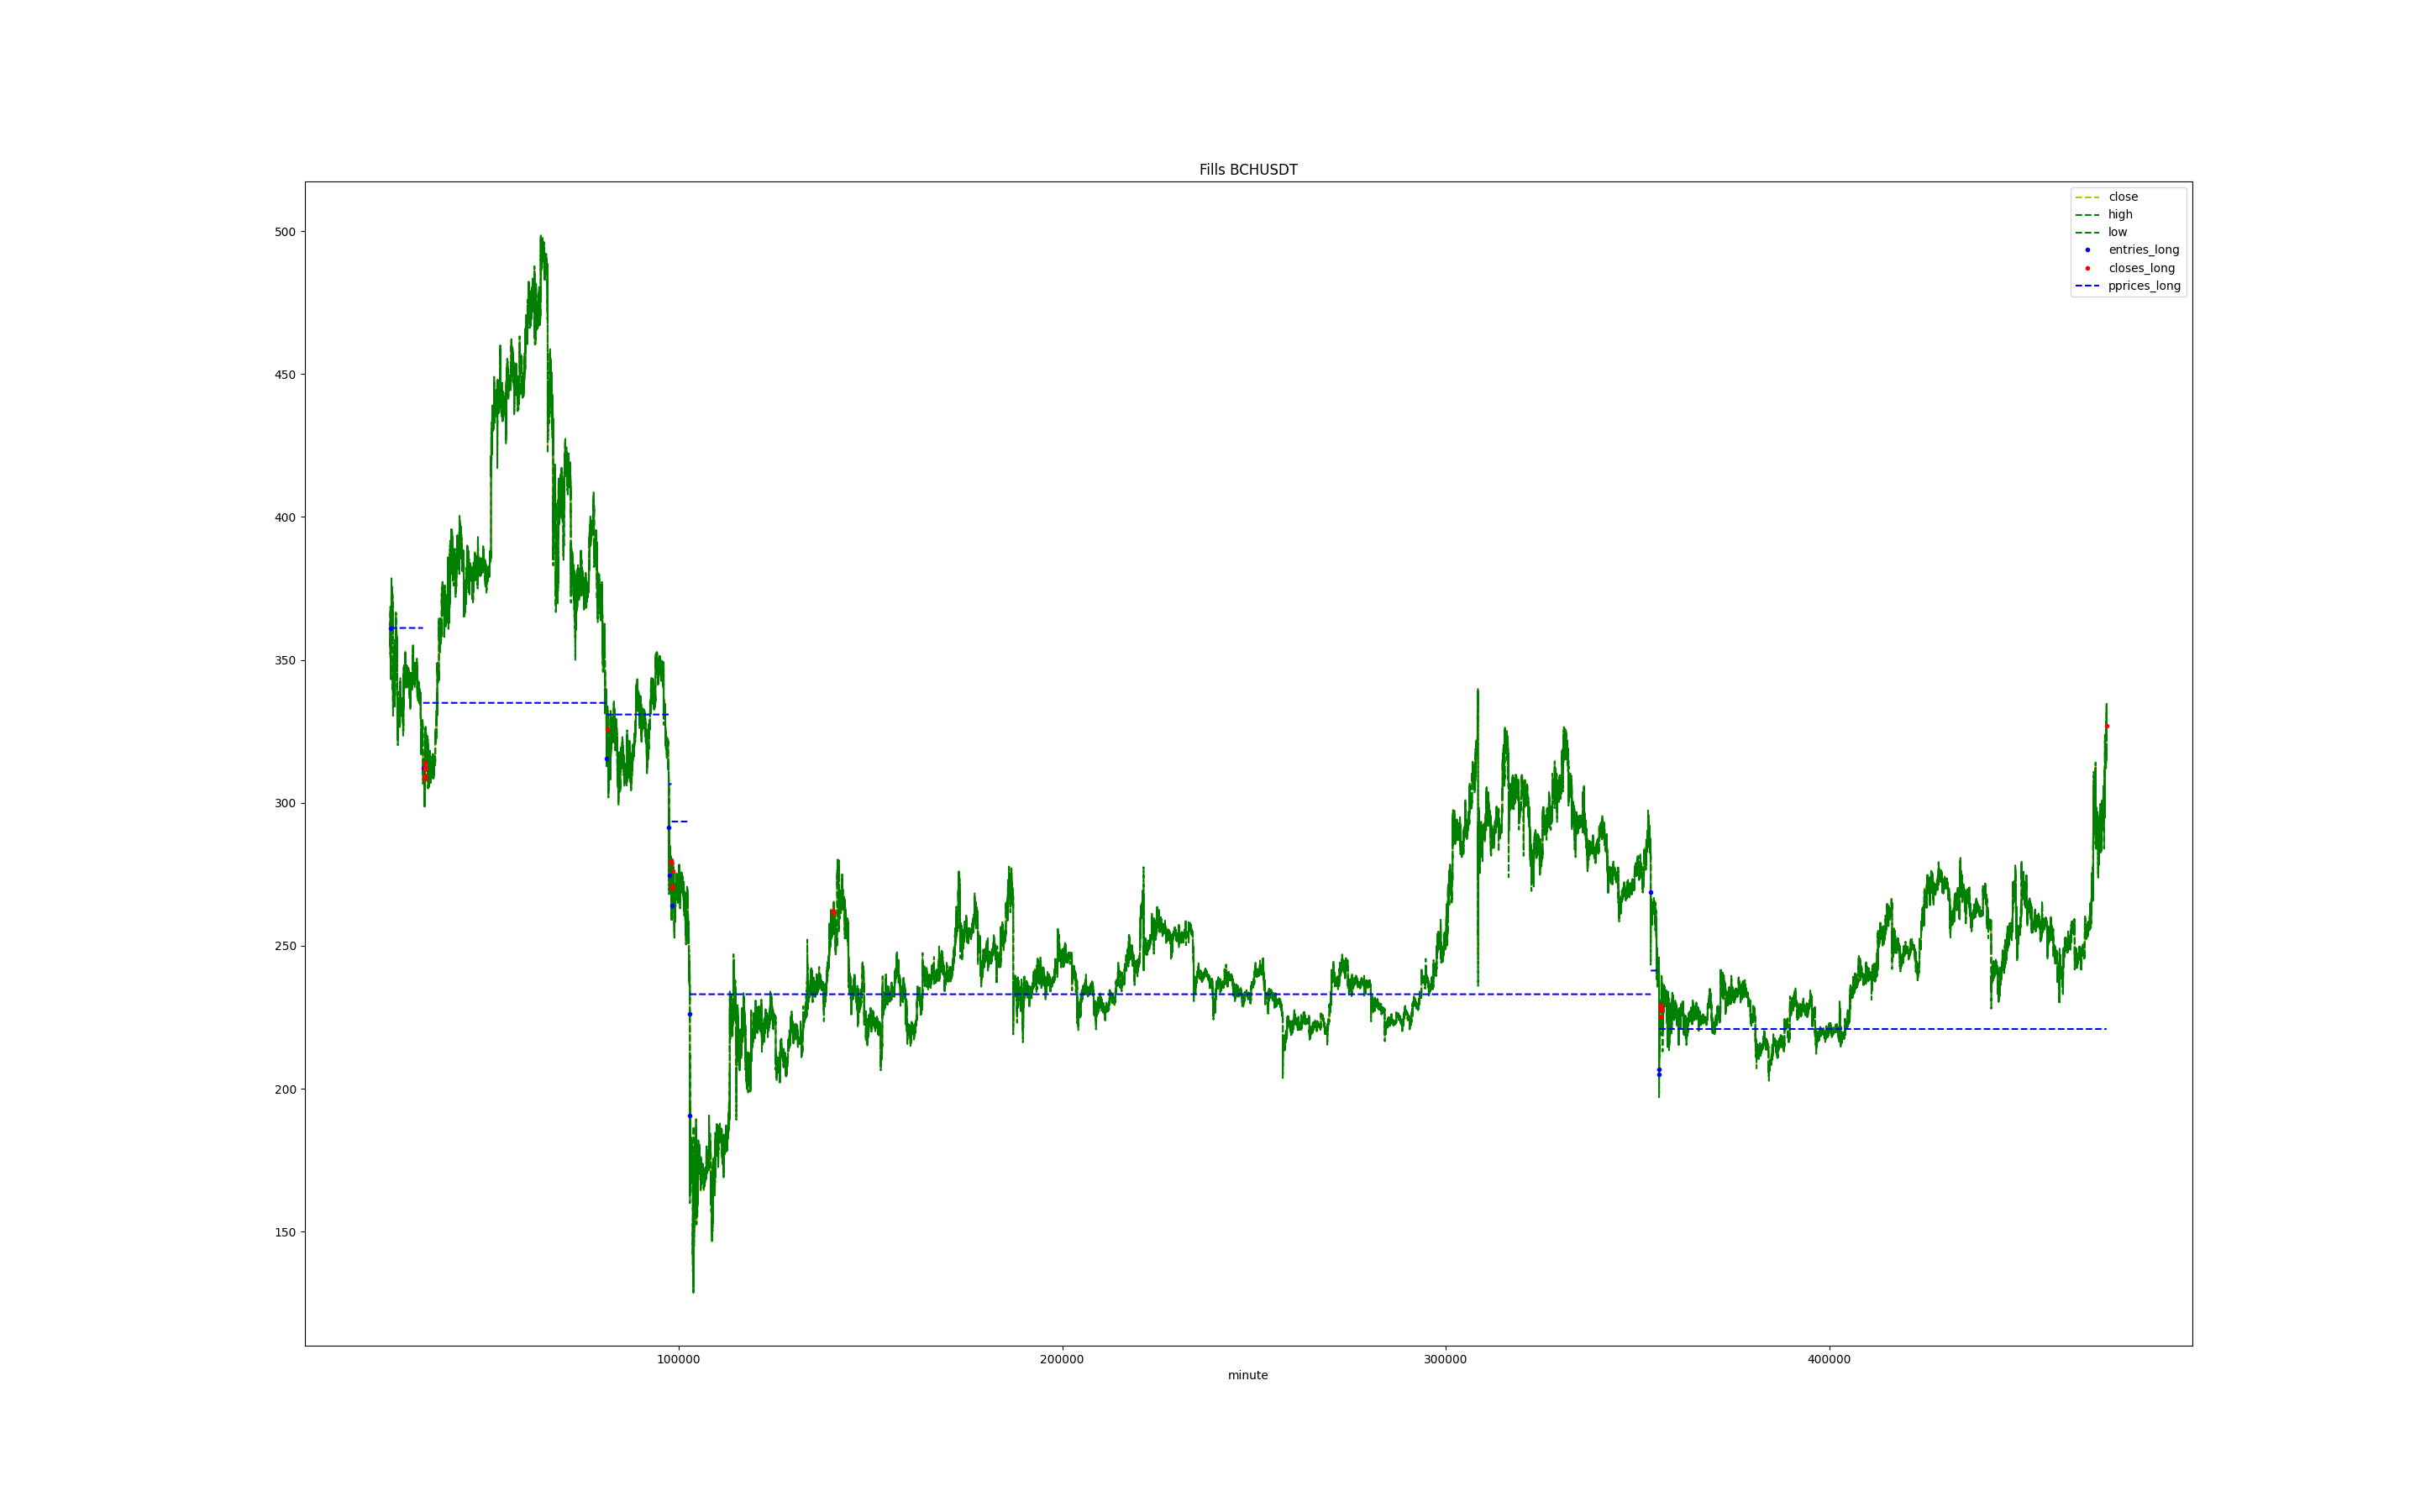 Fills BCHUSDT
close
high
low
entries_long
closes_long
pprices_long
500
450
400
350
300
250
200
150
100000 200000 300000 400000
minute